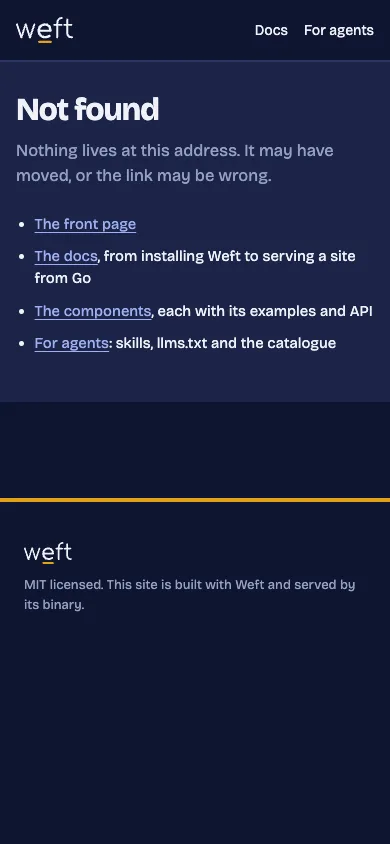 weft
Docs
For agents
Not found
Nothing lives at this address. It may have
moved, or the link may be wrong.
The front page
The docs, from installing Weft to serving a site
from Go
The components, each with its examples and API
For agents: skills, llms.txt and the catalogue
weft
MIT licensed. This site is built with Weft and served by
its binary.